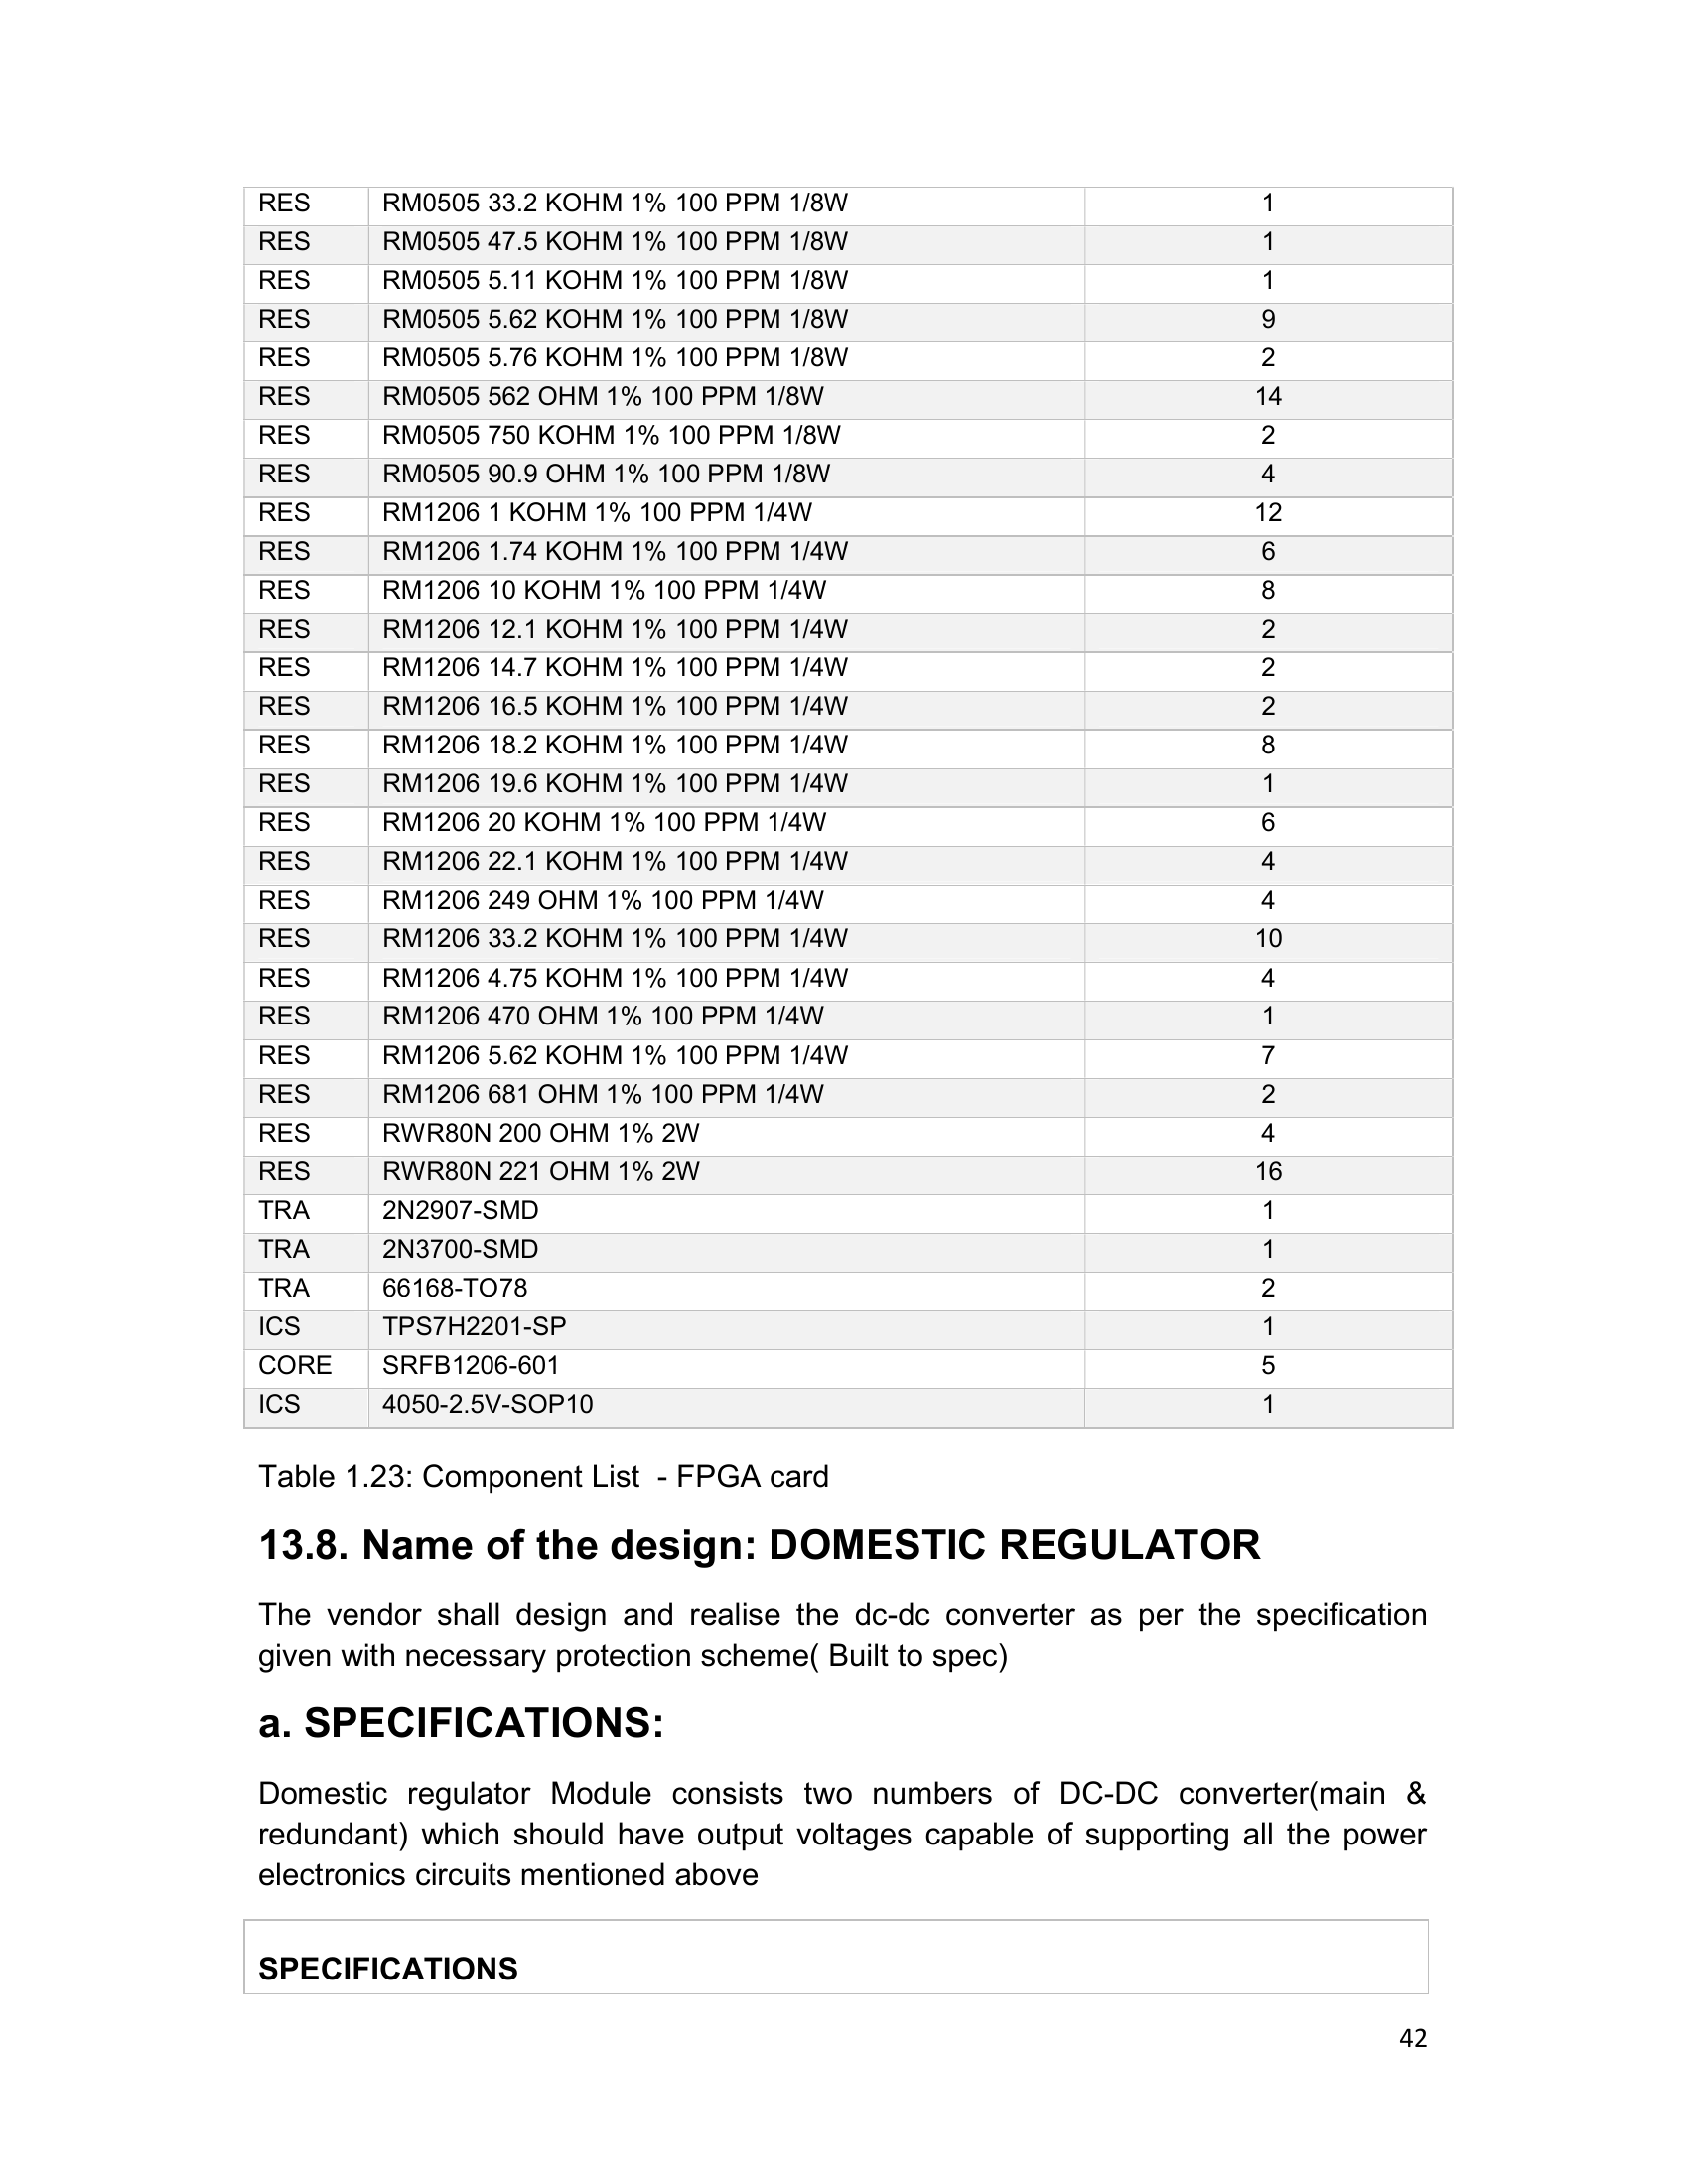 RES RM0505 33.2 KOHM 1% 100 PPM 1/8W 1
RES RM0505 47.5 KOHM 1% 100 PPM 1/8W 1
RES RM0505 5.11 KOHM 1% 100 PPM 1/8W 1
RES RM0505 5.62 KOHM 1% 100 PPM 1/8W 9
RES RM0505 5.76 KOHM 1% 100 PPM 1/8W 2
RES RM0505 562 OHM 1% 100 PPM 1/8W 14
RES RM0505 750 KOHM 1% 100 PPM 1/8W 2
RES RM0505 90.9 OHM 1% 100 PPM 1/8W 4
RES RM1206 1 KOHM 1% 100 PPM 1/4W 12
RES RM1206 1.74 KOHM 1% 100 PPM 1/4W 6
RES RM1206 10 KOHM 1% 100 PPM 1/4W 8
RES RM1206 12.1 KOHM 1% 100 PPM 1/4W 2
RES RM1206 14.7 KOHM 1% 100 PPM 1/4W 2
RES RM1206 16.5 KOHM 1% 100 PPM 1/4W 2
RES RM1206 18.2 KOHM 1% 100 PPM 1/4W 8
RES RM1206 19.6 KOHM 1% 100 PPM 1/4W 1
RES RM1206 20 KOHM 1% 100 PPM 1/4W 6
RES RM1206 22.1 KOHM 1% 100 PPM 1/4W 4
RES RM1206 249 OHM 1% 100 PPM 1/4W 4
RES RM1206 33.2 KOHM 1% 100 PPM 1/4W 10
RES RM1206 4.75 KOHM 1% 100 PPM 1/4W 4
RES RM1206 470 OHM 1% 100 PPM 1/4W 1
RES RM1206 5.62 KOHM 1% 100 PPM 1/4W 7
RES RM1206 681 OHM 1% 100 PPM 1/4W 2
RES RWR80N 200 OHM 1% 2W 4
RES RWR80N 221 OHM 1% 2W 16
TRA 2N2907-SMD 1
TRA 2N3700-SMD 1
TRA 66168-TO78 2
ICS TPS7H2201-SP 1
CORE SRFB1206-601 5
ICS 4050-2.5V-SOP10 1
Table 1.23: Component List - FPGA card
13.8. Name of the design: DOMESTIC REGULATOR
The vendor shall design and realise the dc-dc converter as per the specification
given with necessary protection scheme( Built to spec)
a. SPECIFICATIONS:
Domestic regulator Module consists two numbers of DC-DC converter(main &
redundant) which should have output voltages capable of supporting all the power
electronics circuits mentioned above
SPECIFICATIONS
42